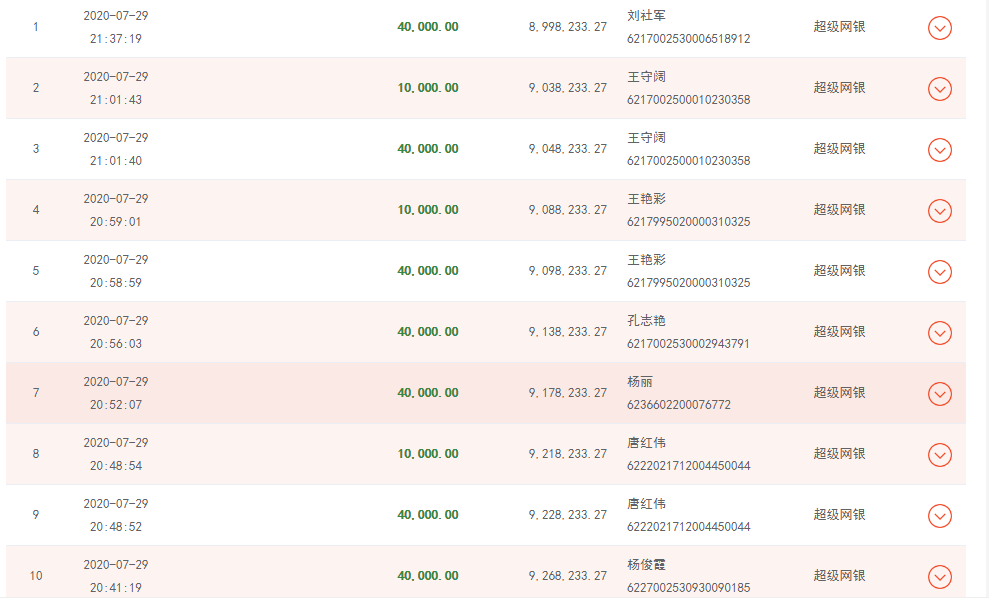 1 2020-07-29 21:37:19 40,000.00 8,998,233.27 刘社军 6217002530006518912 超级网银
2 2020-07-29 21:01:43 10,000.00 9,038,233.27 王守阔 6217002500010230358 超级网银
3 2020-07-29 21:01:40 40,000.00 9,048,233.27 王守阔 6217002500010230358 超级网银
4 2020-07-29 20:59:01 10,000.00 9,088,233.27 王艳彩 6217995020000310325 超级网银
5 2020-07-29 20:58:59 40,000.00 9,098,233.27 王艳彩 6217995020000310325 超级网银
6 2020-07-29 20:56:03 40,000.00 9,138,233.27 孔志艳 6217002530002943791 超级网银
7 2020-07-29 20:52:07 40,000.00 9,178,233.27 杨丽 6236602200076772 超级网银
8 2020-07-29 20:48:54 10,000.00 9,218,233.27 唐红伟 6222021712004450044 超级网银
9 2020-07-29 20:48:52 40,000.00 9,228,233.27 唐红伟 6222021712004450044 超级网银
10 2020-07-29 20:41:19 40,000.00 9,268,233.27 杨俊霞 6227002530930090185 超级网银